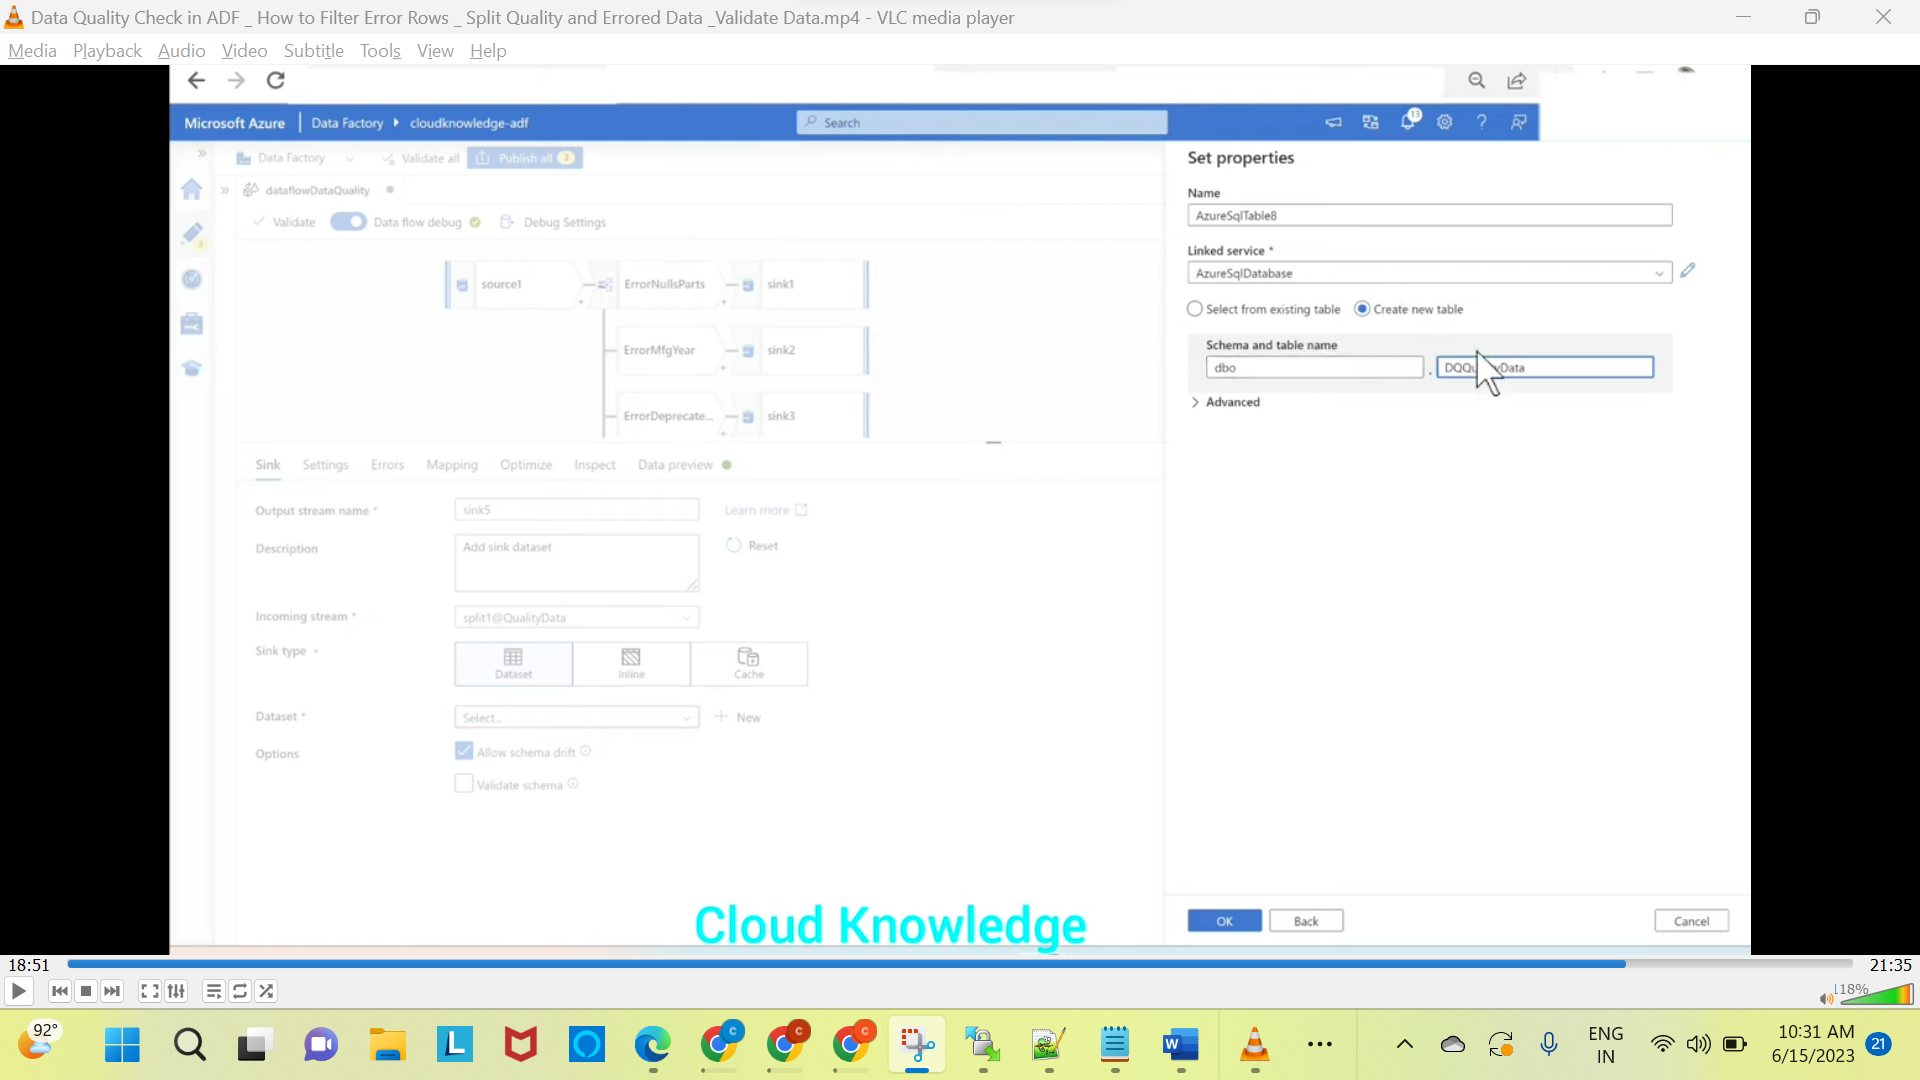 Data Quality Check in ADF _ How to Filter Error Rows _ Split Quality and Errored Data _Validate Data.mp4 - VLC media player
Media Playback Audio Video Subtitle Tools View Help
Microsoft Azure Data Factory cloudknowledge-adf Search 13
Data Factory Validate all Publish all 3
dataflowDataQuality
Validate Data flow debug Debug Settings
3
source1 ErrorNullsParts sink1
ErrorMfgYear sink2
ErrorDeprecate... sink3
Sink Settings Errors Mapping Optimize Inspect Data preview
Output stream name * sink5 Learn more
Description Add sink dataset Reset
Incoming stream * split1@QualityData
Sink type * Dataset Inline Cache
Dataset * Select... + New
Options Allow schema drift
Validate schema
Set properties
Name
AzureSqlTable8
Linked service *
AzureSqlDatabase
Select from existing table Create new table
Schema and table name
dbo .
Advanced
OK Back Cancel
Cloud Knowledge
18:51 21:35
118%
92° C C C ENG 10:31 AM
IN 6/15/2023 21